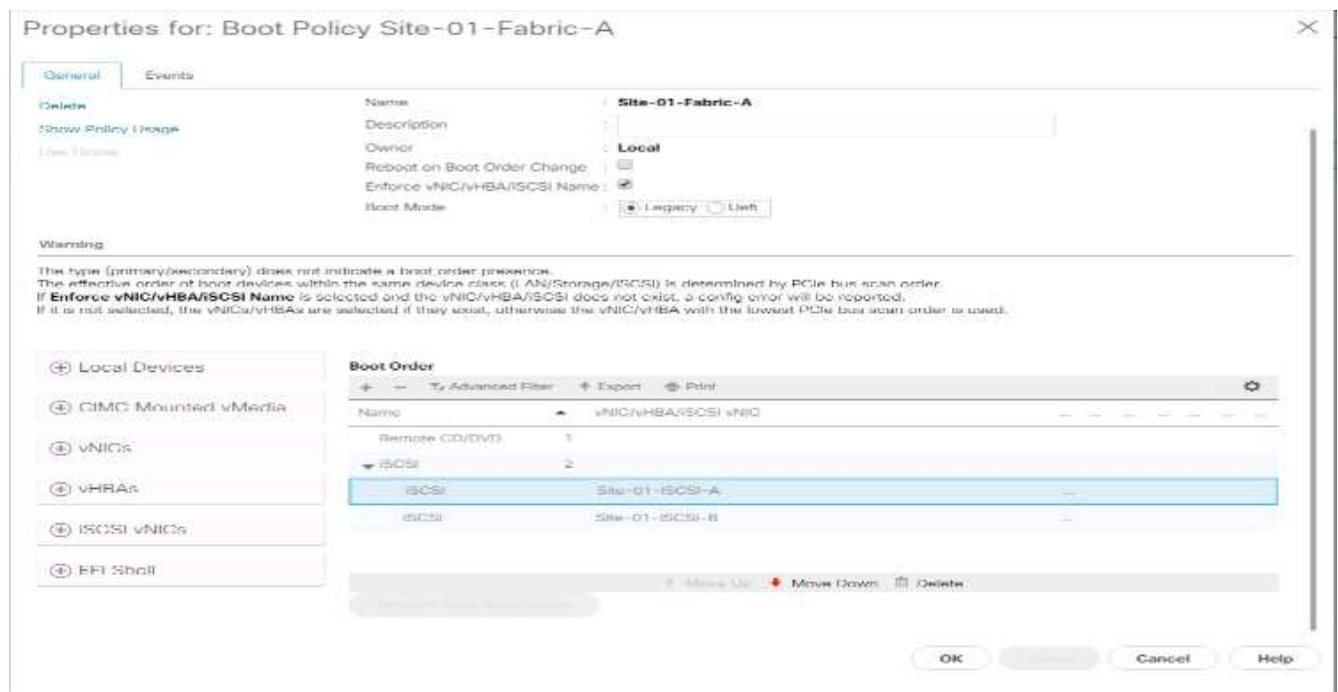 Properties for: Boot Policy Site-01-Fabric-A
General Events
Delete
Show Policy Usage
Use Global
Name : Site-01-Fabric-A
Description :
Owner : Local
Reboot on Boot Order Change :
Enforce vNIC/vHBA/iSCSI Name :
Boot Mode : Legacy Uefi
Warning
The type (primary/secondary) does not indicate a boot order presence.
The effective order of boot devices within the same device class (LAN/Storage/iSCSI) is determined by PCIe bus scan order.
If Enforce vNIC/vHBA/iSCSI Name is selected and the vNIC/vHBA/iSCSI does not exist, a config error will be reported.
If it is not selected, the vNICs/vHBAs are selected if they exist, otherwise the vNIC/vHBA with the lowest PCIe bus scan order is used.
Local Devices
CIMC Mounted vMedia
vNICs
vHBAs
iSCSI vNICs
EFI Shell
Boot Order
+ − Advanced Filter Export Print
Name vNIC/vHBA/iSCSI vNIC
Remote CD/DVD 1
iSCSI 2
iSCSI Site-01-iSCSI-A
iSCSI Site-01-iSCSI-B
Move Up Move Down Delete
OK Cancel Help